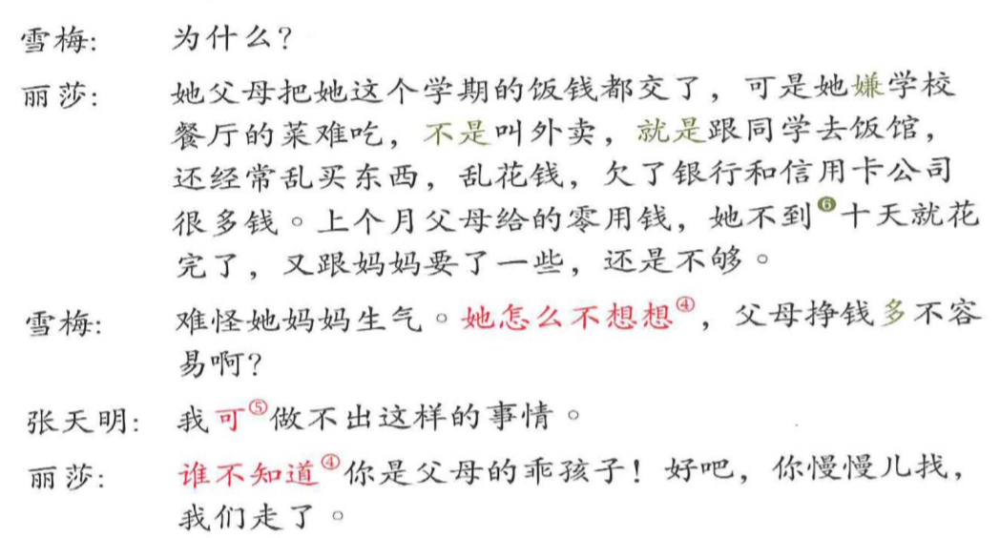 雪梅： 为什么？
丽莎： 她父母把她这个学期的饭钱都交了，可是她嫌学校
餐厅的菜难吃，不是叫外卖，就是跟同学去饭馆，
还经常乱买东西，乱花钱，欠了银行和信用卡公司
很多钱。上个月父母给的零用钱，她不到❻十天就花
完了，又跟妈妈要了一些，还是不够。
雪梅： 难怪她妈妈生气。她怎么不想想④，父母挣钱多不容
易啊？
张天明： 我可⑤做不出这样的事情。
丽莎： 谁不知道④你是父母的乖孩子！好吧，你慢慢儿找，
我们走了。